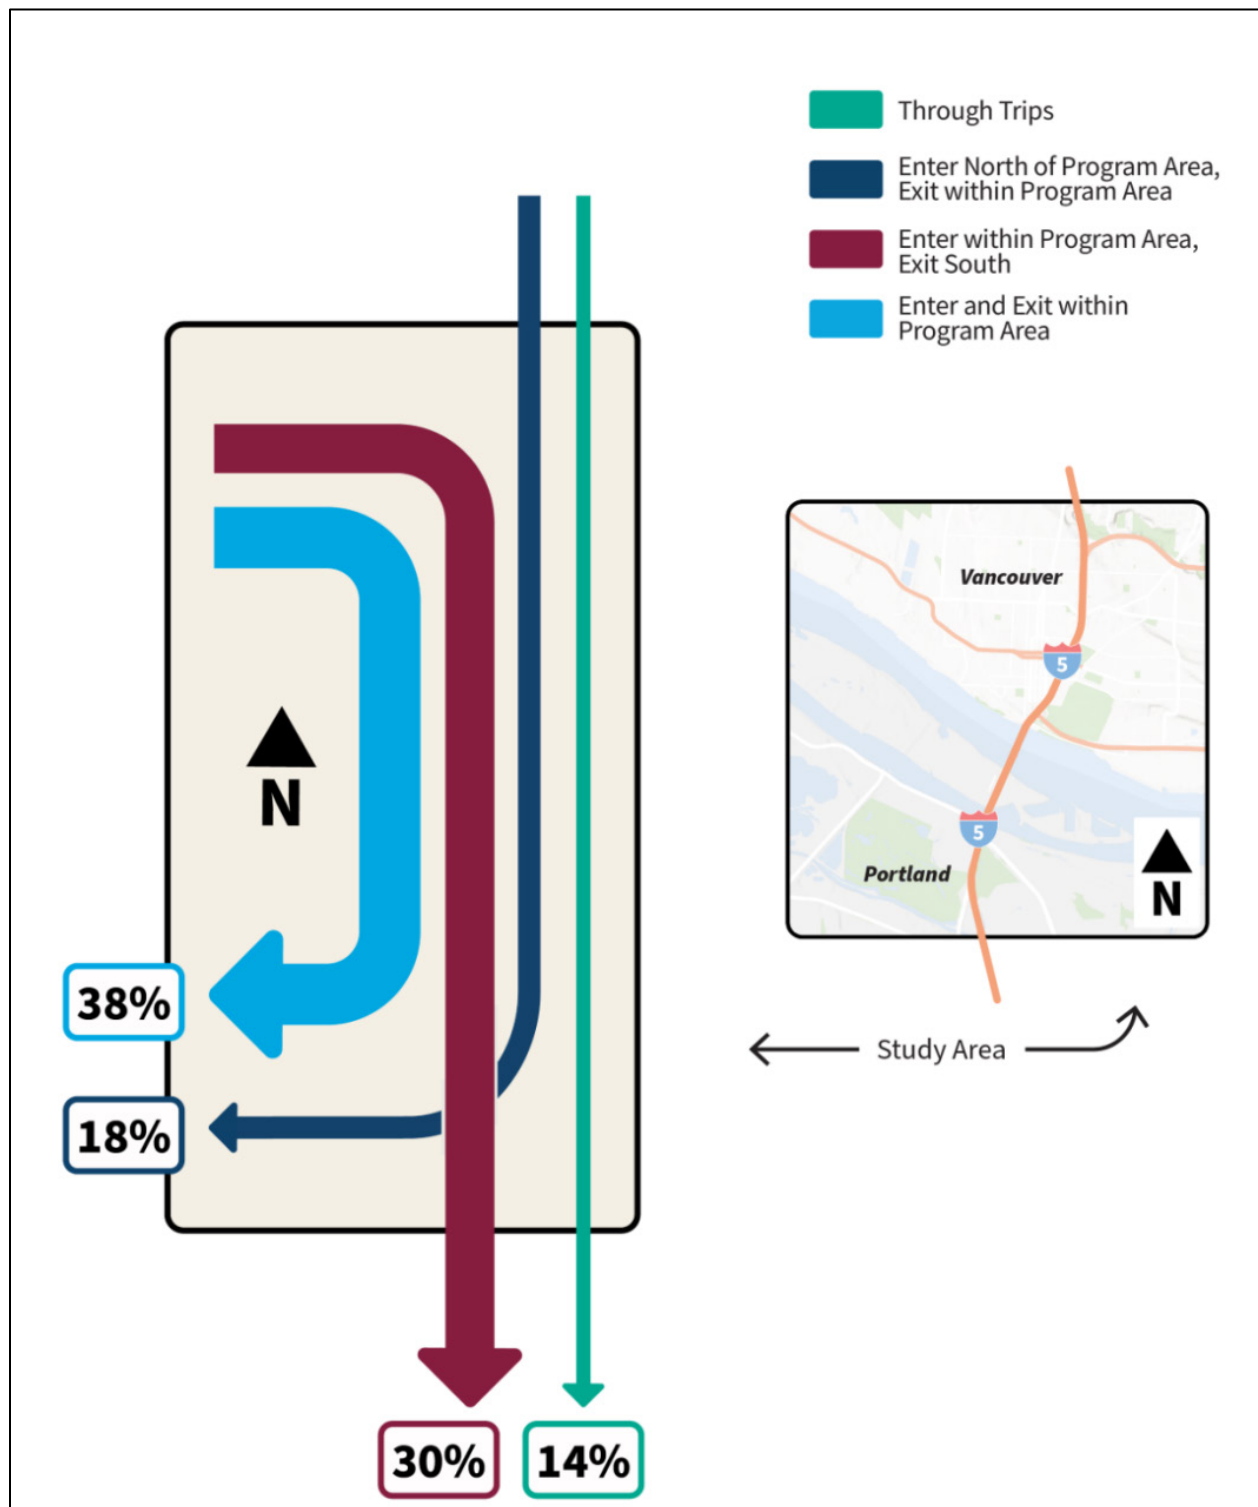 Through Trips
Enter North of Program Area,
Exit within Program Area
Enter within Program Area,
Exit South
Enter and Exit within
Program Area
N
38%
18%
30%
14%
Vancouver
5
5
Portland
N
Study Area